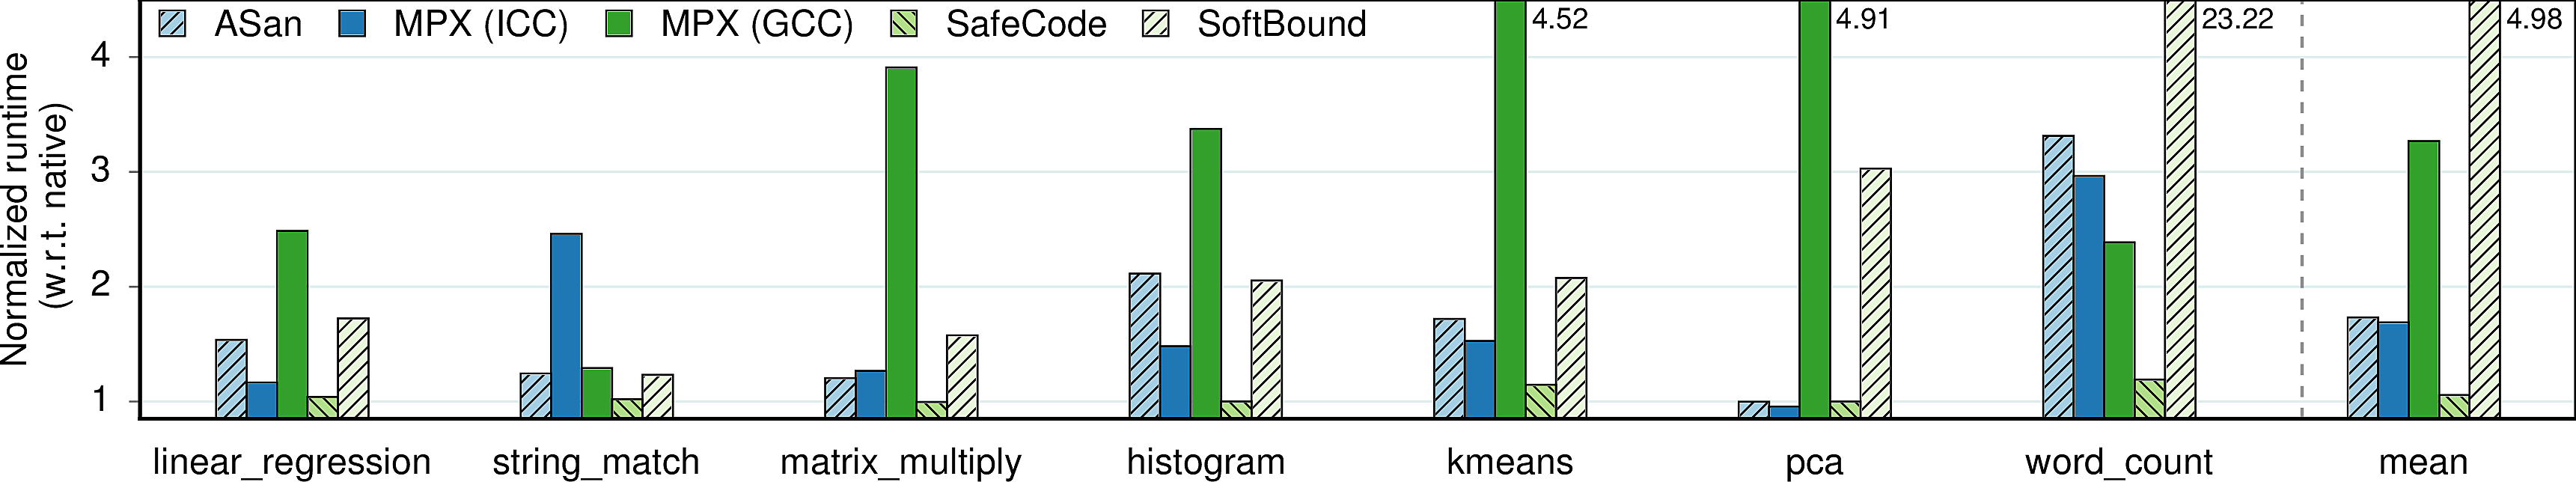 ASan MPX (ICC) MPX (GCC) SafeCode SoftBound
4.52 4.91 23.22 4.98
Normalized runtime
(w.r.t. native)
4
3
2
1
linear_regression string_match matrix_multiply histogram kmeans pca word_count mean